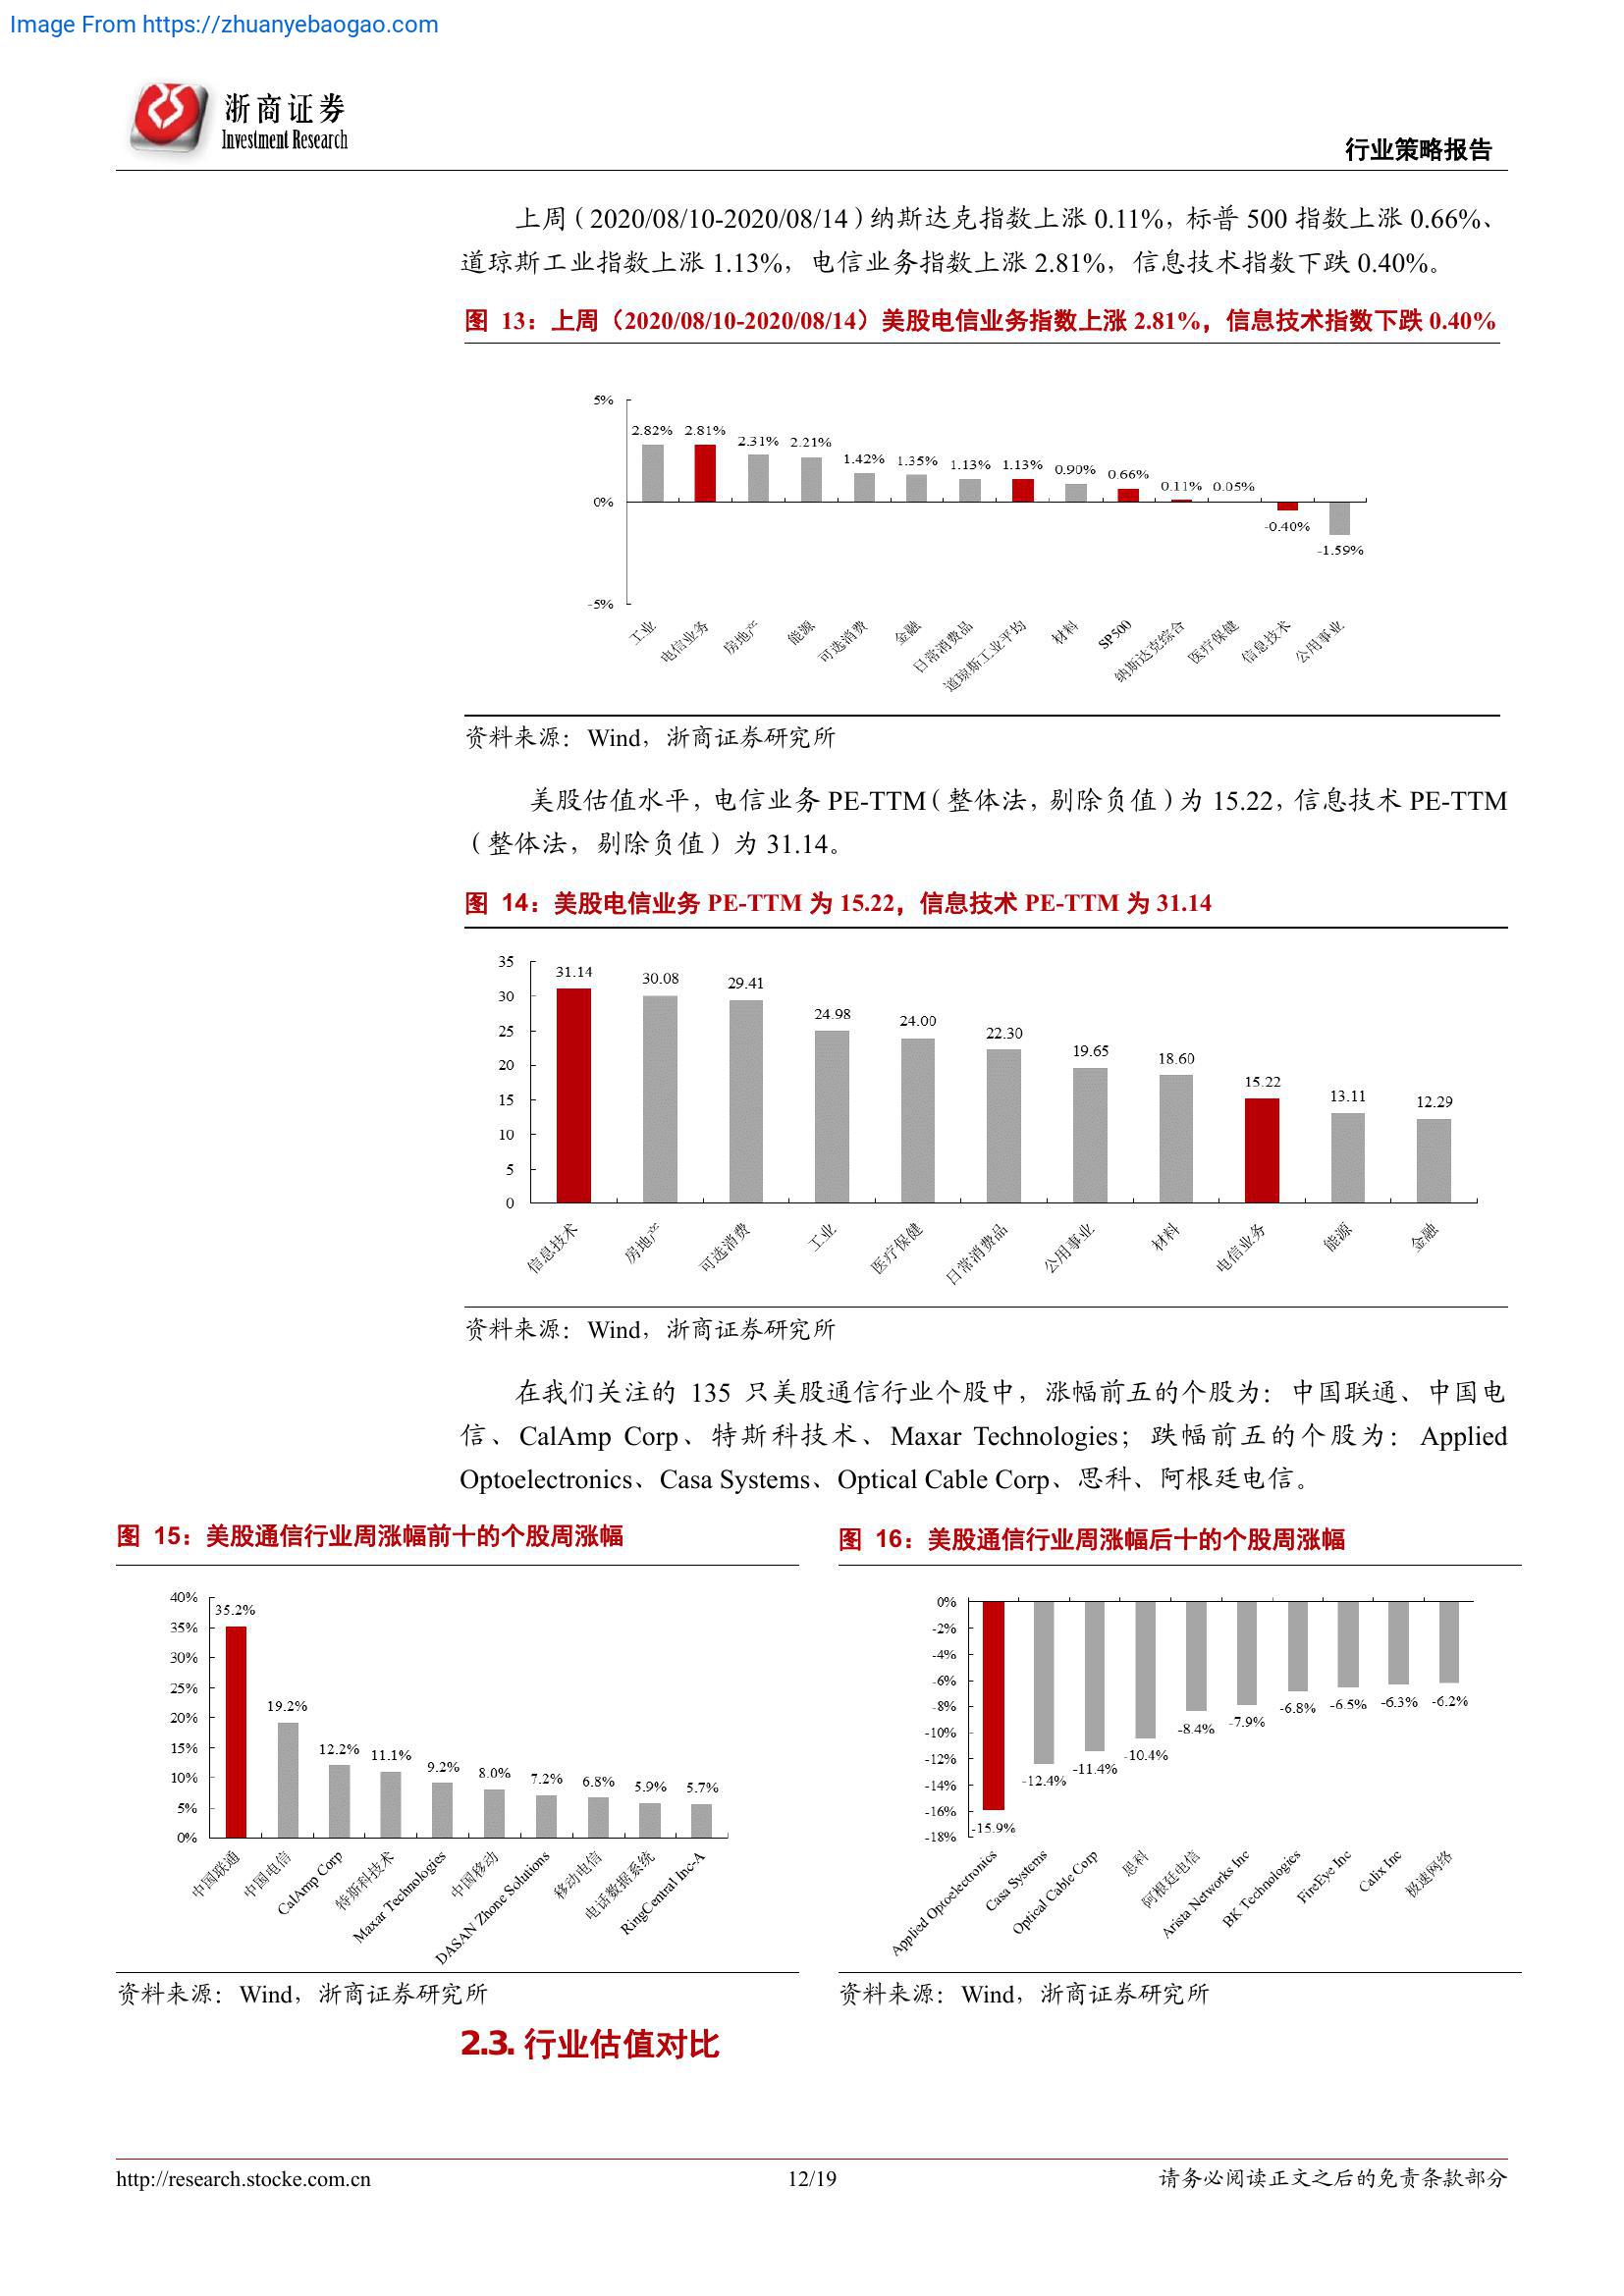 Image From https://zhuanyebaogao.com
浙商证券
Investment Research
行业策略报告
上周（2020/08/10-2020/08/14）纳斯达克指数上涨 0.11%，标普 500 指数上涨 0.66%、
道琼斯工业指数上涨 1.13%，电信业务指数上涨 2.81%，信息技术指数下跌 0.40%。
图 13：上周（2020/08/10-2020/08/14）美股电信业务指数上涨 2.81%，信息技术指数下跌 0.40%
5%
2.82% 2.81% 2.31% 2.21% 1.42% 1.35% 1.13% 1.13% 0.90% 0.66% 0.11% 0.05%
0%
-0.40%
-1.59%
-5%
工业 电信业务 房地产 能源 可选消费 金融 日常消费品 道琼斯工业平均 材料 SP500 纳斯达克综合 医疗保健 信息技术 公用事业
资料来源：Wind，浙商证券研究所
美股估值水平，电信业务 PE-TTM（整体法，剔除负值）为 15.22，信息技术 PE-TTM
（整体法，剔除负值）为 31.14。
图 14：美股电信业务 PE-TTM 为 15.22，信息技术 PE-TTM 为 31.14
35
30
25
20
15
10
5
0
31.14 30.08 29.41 24.98 24.00 22.30 19.65 18.60 15.22 13.11 12.29
信息技术 房地产 可选消费 工业 医疗保健 日常消费品 公用事业 材料 电信业务 能源 金融
资料来源：Wind，浙商证券研究所
在我们关注的 135 只美股通信行业个股中，涨幅前五的个股为：中国联通、中国电
信、CalAmp Corp、特斯科技术、Maxar Technologies；跌幅前五的个股为：Applied
Optoelectronics、Casa Systems、Optical Cable Corp、思科、阿根廷电信。
图 15：美股通信行业周涨幅前十的个股周涨幅
40%
35%
30%
25%
20%
15%
10%
5%
0%
35.2% 19.2% 12.2% 11.1% 9.2% 8.0% 7.2% 6.8% 5.9% 5.7%
中国联通 中国电信 CalAmp Corp 特斯科技术 Maxar Technologies 中国移动 DASAN Zhone Solutions 移动电信 电话数据系统 RingCentral Inc-A
资料来源：Wind，浙商证券研究所
图 16：美股通信行业周涨幅后十的个股周涨幅
0%
-2%
-4%
-6%
-8%
-10%
-12%
-14%
-16%
-18%
-15.9% -12.4% -11.4% -10.4% -8.4% -7.9% -6.8% -6.5% -6.3% -6.2%
Applied Optoelectronics Casa Systems Optical Cable Corp 思科 阿根廷电信 Arista Networks Inc BK Technologies FireEye Inc Calix Inc 极速网络
资料来源：Wind，浙商证券研究所
2.3. 行业估值对比
http://research.stocke.com.cn
12/19
请务必阅读正文之后的免责条款部分